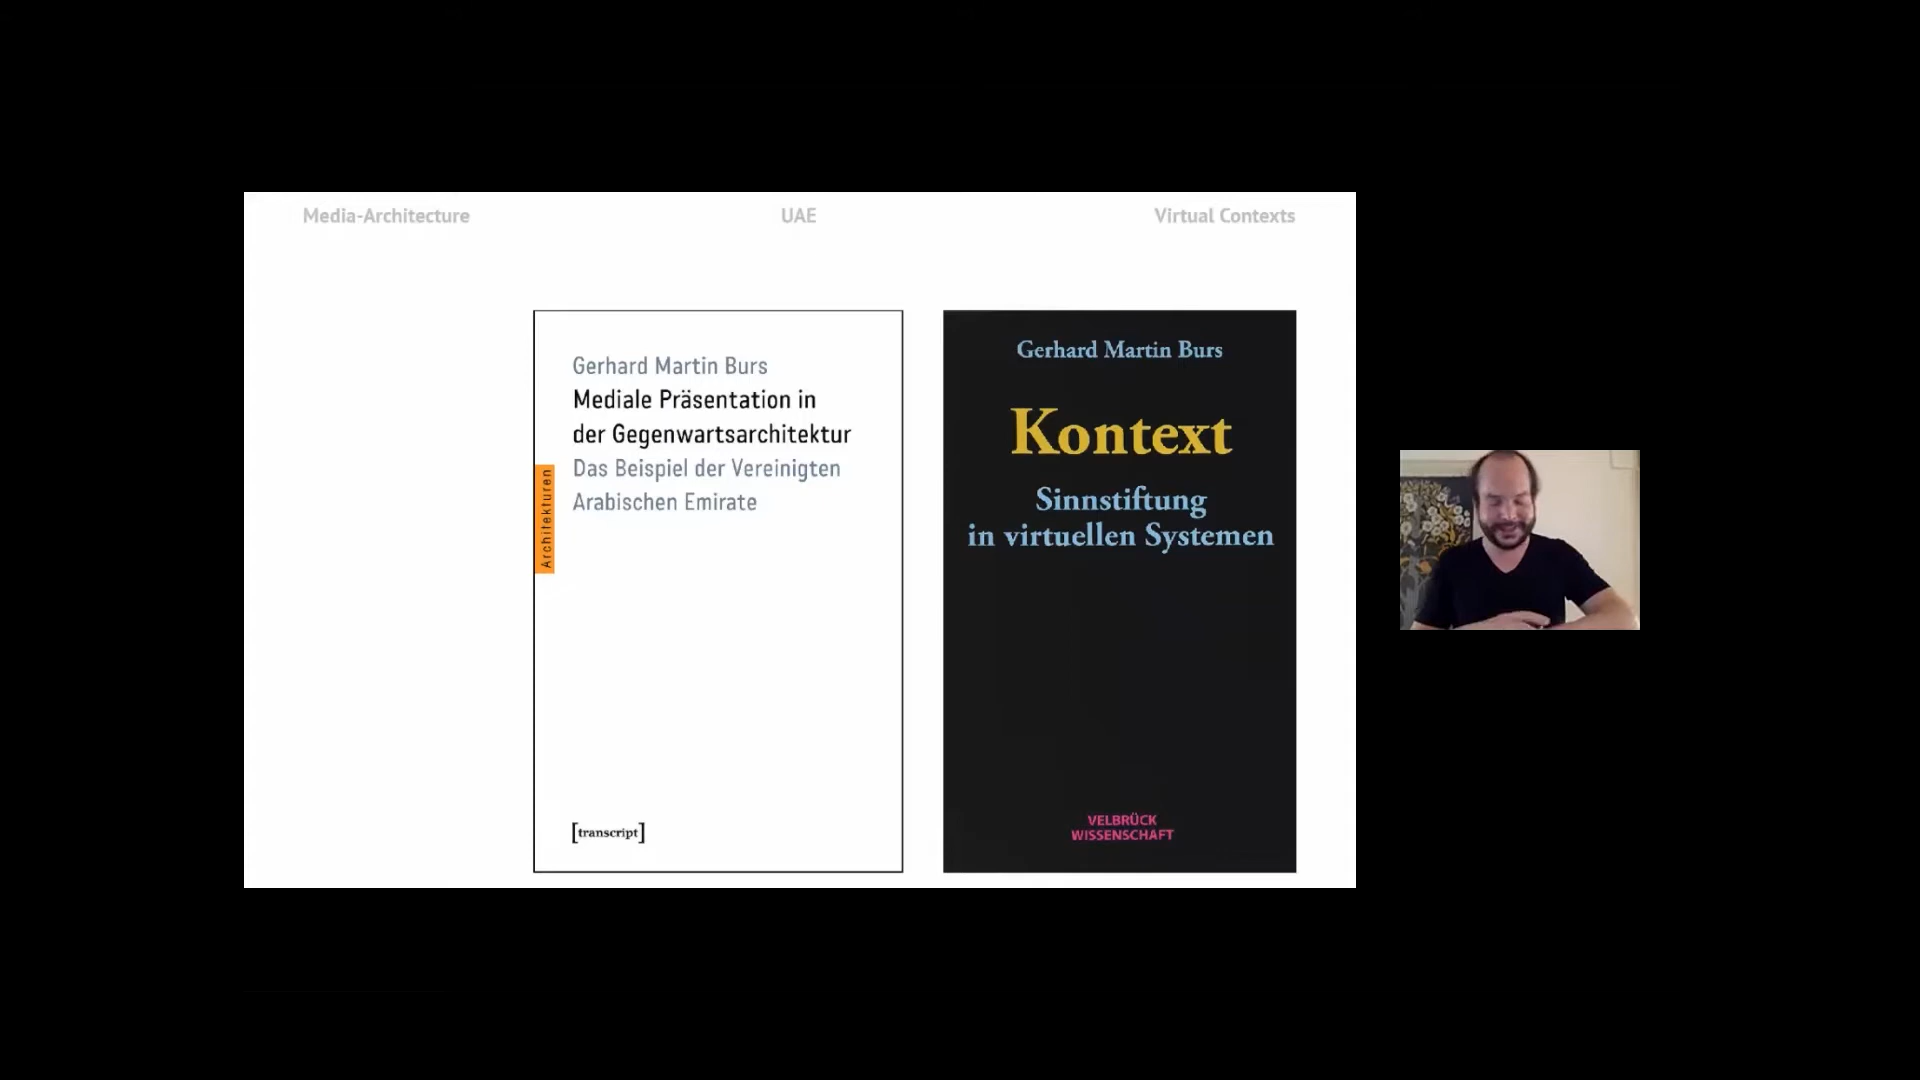 Media-Architecture
UAE
Virtual Contexts
Gerhard Martin Burs
Mediale Präsentation in
der Gegenwartsarchitektur
Das Beispiel der Vereinigten
Arabischen Emirate
Architekturen
[transcript]
Gerhard Martin Burs
Kontext
Sinnstiftung
in virtuellen Systemen
VELBRÜCK
WISSENSCHAFT